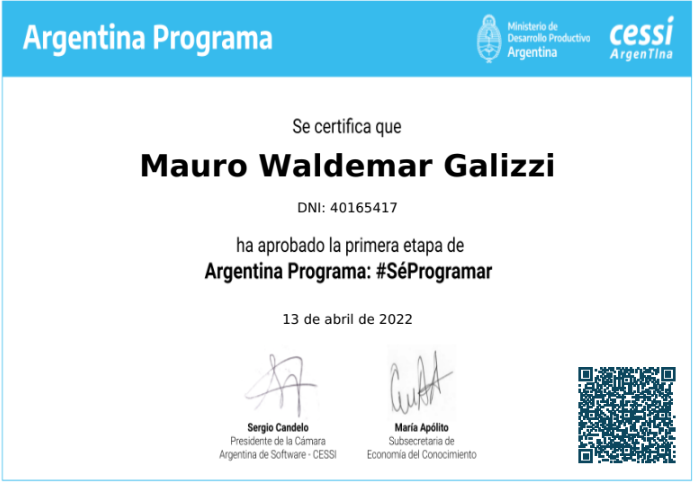 Argentina Programa
Ministerio de
Desarrollo Productivo
Argentina
cessi
ArgenTIna
Se certifica que
Mauro Waldemar Galizzi
DNI: 40165417
ha aprobado la primera etapa de
Argentina Programa: #SéProgramar
13 de abril de 2022
Sergio Candelo
Presidente de la Cámara
Argentina de Software - CESSI
María Apólito
Subsecretaria de
Economía del Conocimiento